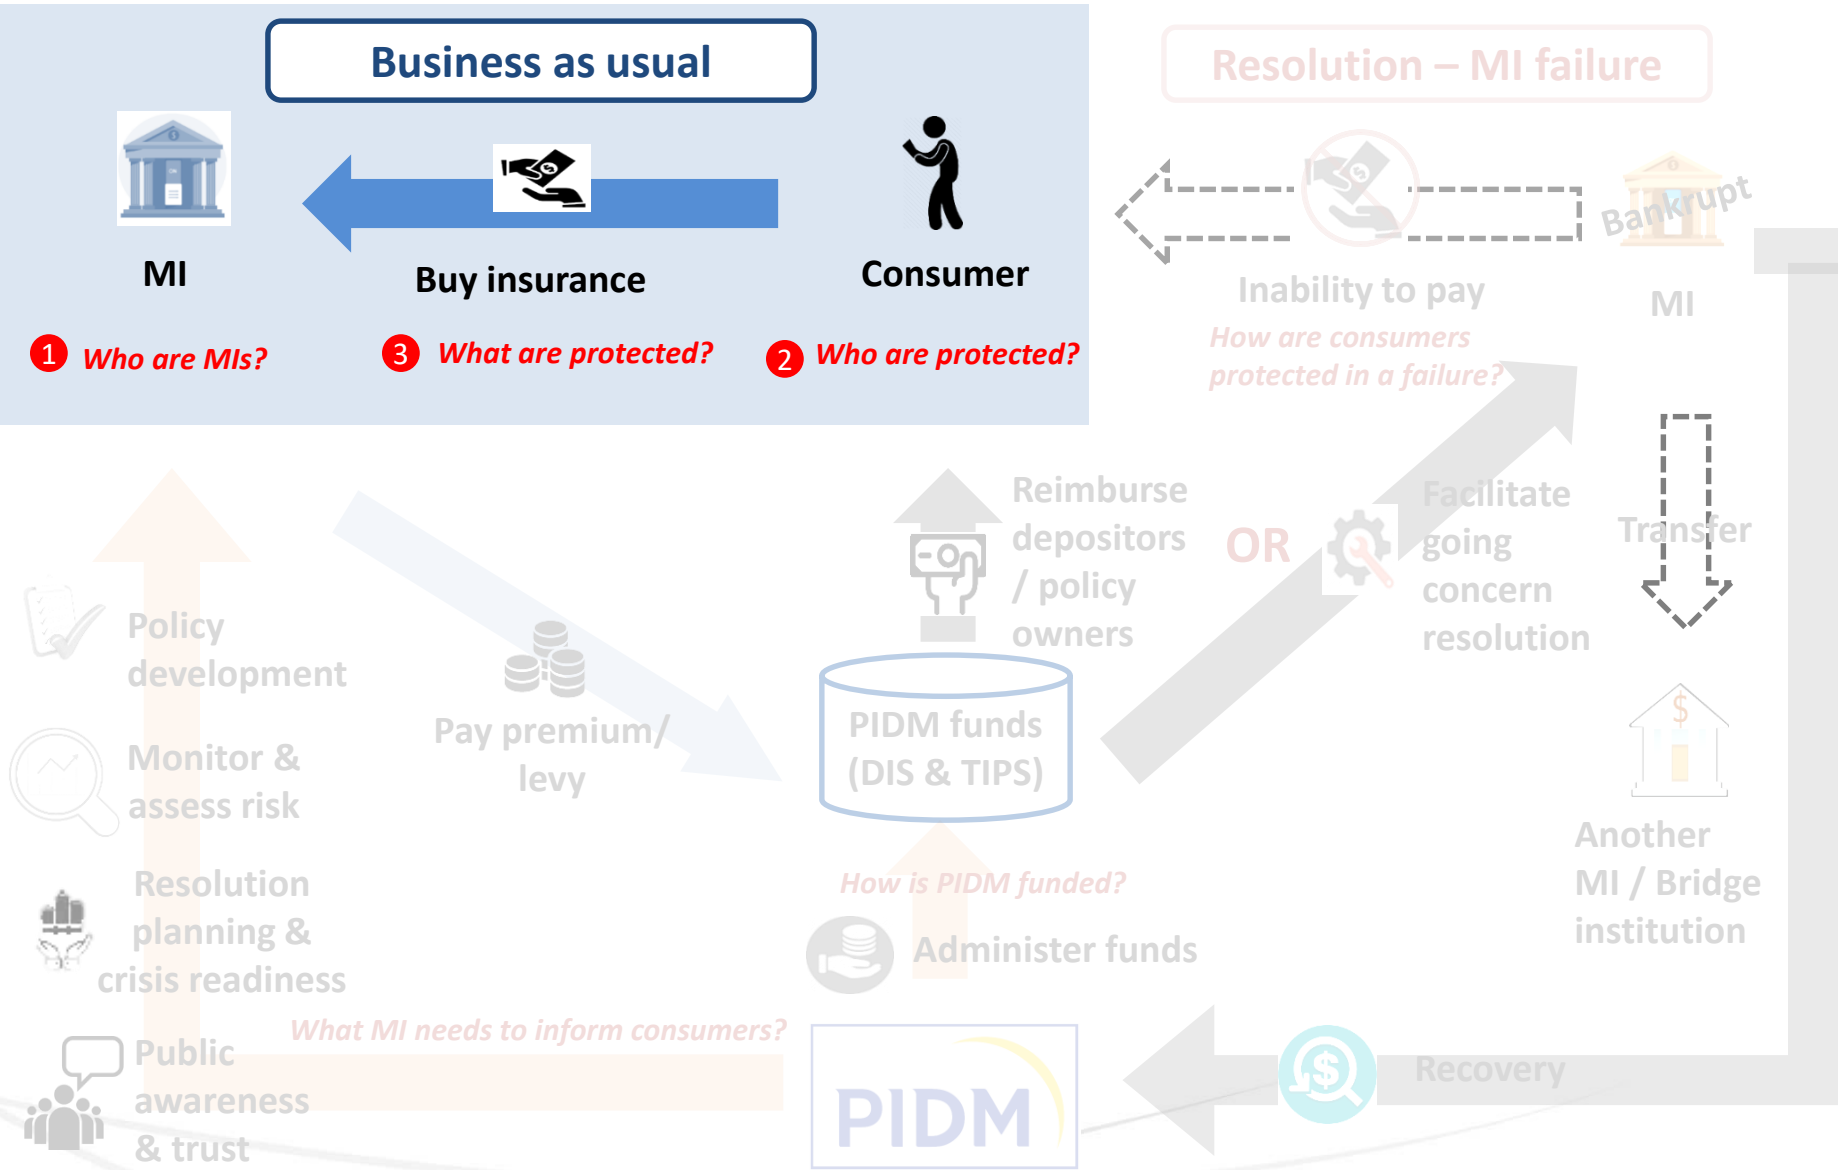 Business as usual
MI
Buy insurance
Consumer
1 Who are MIs?
3 What are protected?
2 Who are protected?
Resolution – MI failure
Inability to pay
Bankrupt
MI
How are consumers
protected in a failure?
Reimburse
depositors
/ policy
owners
OR
Facilitate
going
concern
resolution
Transfer
Another
MI / Bridge
institution
Policy
development
Monitor &
assess risk
Resolution
planning &
crisis readiness
Public
awareness
& trust
Pay premium/
levy
PIDM funds
(DIS & TIPS)
How is PIDM funded?
Administer funds
What MI needs to inform consumers?
PIDM
Recovery